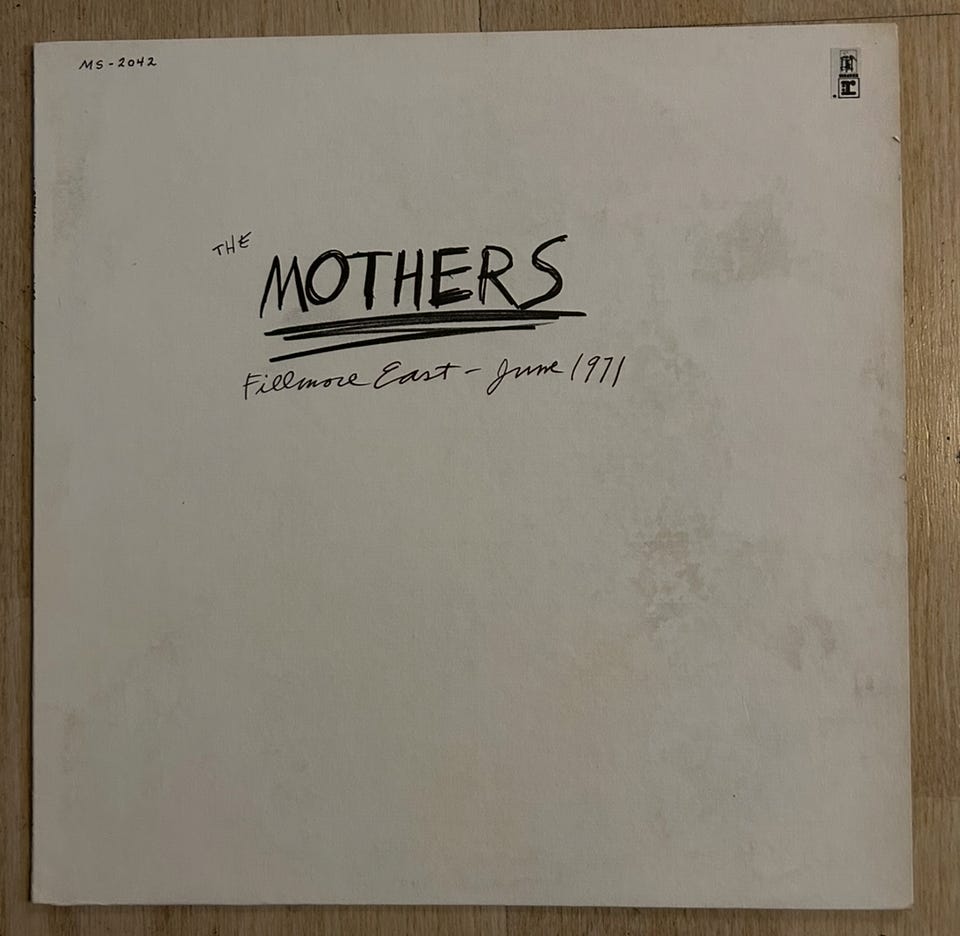 MS-2042
THE
MOTHERS
Fillmore East - June 1971